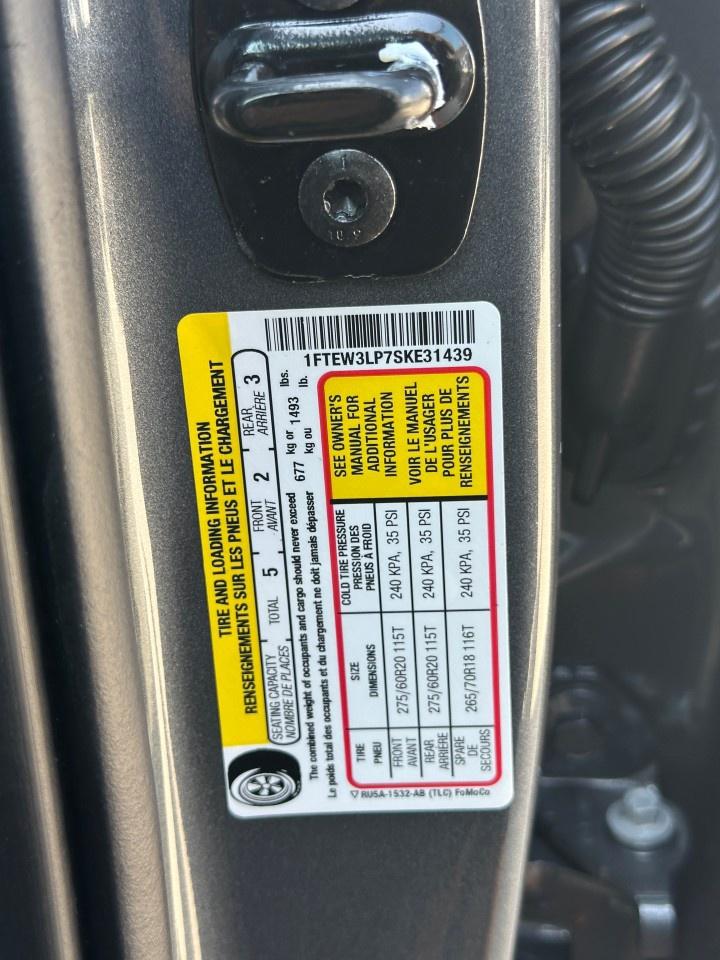 1
10.9
1FTEW3LP7SKE31439
TIRE AND LOADING INFORMATION
RENSEIGNEMENTS SUR LES PNEUS ET LE CHARGEMENT
SEATING CAPACITY TOTAL 5 FRONT 2 REAR 3
NOMBRE DE PLACES AVANT ARRIÈRE
The combined weight of occupants and cargo should never exceed 677 kg or 1493 lbs.
Le poids total des occupants et du chargement ne doit jamais dépasser kg ou lb.
TIRE SIZE COLD TIRE PRESSURE
PNEU DIMENSIONS PRESSION DES
PNEUS À FROID
FRONT 275/60R20 115T 240 KPA, 35 PSI
AVANT
REAR 275/60R20 115T 240 KPA, 35 PSI
ARRIÈRE
SPARE 265/70R18 116T 240 KPA, 35 PSI
DE
SECOURS
SEE OWNER'S
MANUAL FOR
ADDITIONAL
INFORMATION
VOIR LE MANUEL
DE L'USAGER
POUR PLUS DE
RENSEIGNEMENTS
RU5A-1532-AB (TLC) FoMoCo